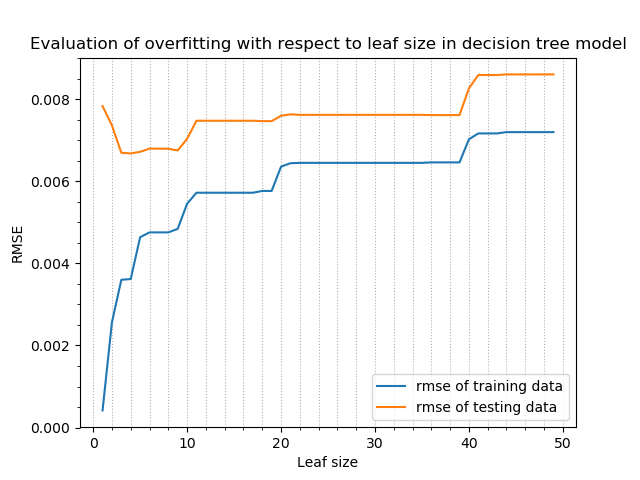 Evaluation of overfitting with respect to leaf size in decision tree model
0.008
0.006
0.004
0.002
0.000
RMSE
0 10 20 30 40 50
Leaf size
rmse of training data
rmse of testing data